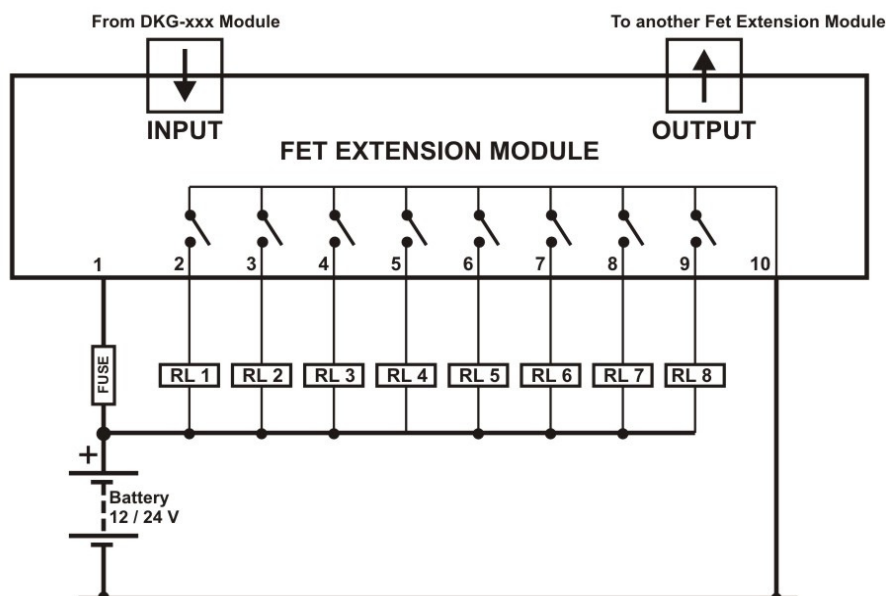 From DKG-xxx Module
To another Fet Extension Module
INPUT
OUTPUT
FET EXTENSION MODULE
1
2
3
4
5
6
7
8
9
10
FUSE
RL 1
RL 2
RL 3
RL 4
RL 5
RL 6
RL 7
RL 8
+
Battery
12 / 24 V